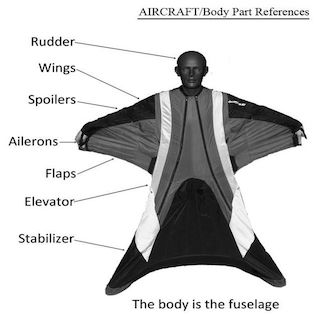 AIRCRAFT/Body Part References
Rudder
Wings
Spoilers
Ailerons
Flaps
Elevator
Stabilizer
The body is the fuselage